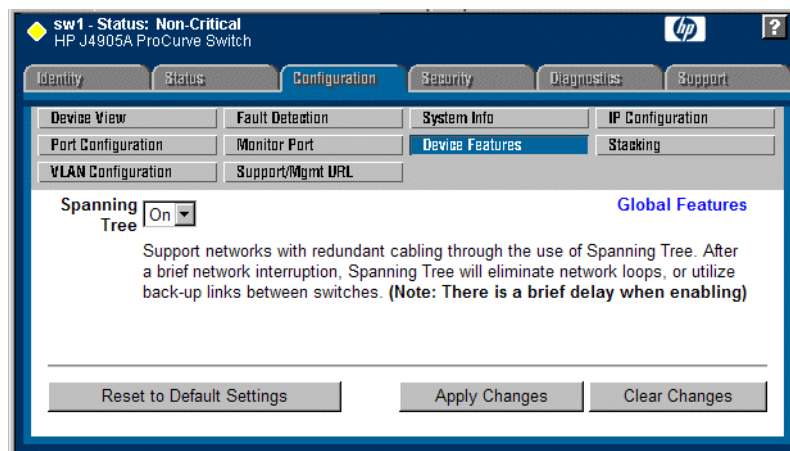 sw1 - Status: Non-Critical
HP J4905A ProCurve Switch
hp
?
Identity Status Configuration Security Diagnostics Support
Device View Fault Detection System Info IP Configuration
Port Configuration Monitor Port Device Features Stacking
VLAN Configuration Support/Mgmt URL
Spanning Tree On
Global Features
Support networks with redundant cabling through the use of Spanning Tree. After
a brief network interruption, Spanning Tree will eliminate network loops, or utilize
back-up links between switches. (Note: There is a brief delay when enabling)
Reset to Default Settings Apply Changes Clear Changes